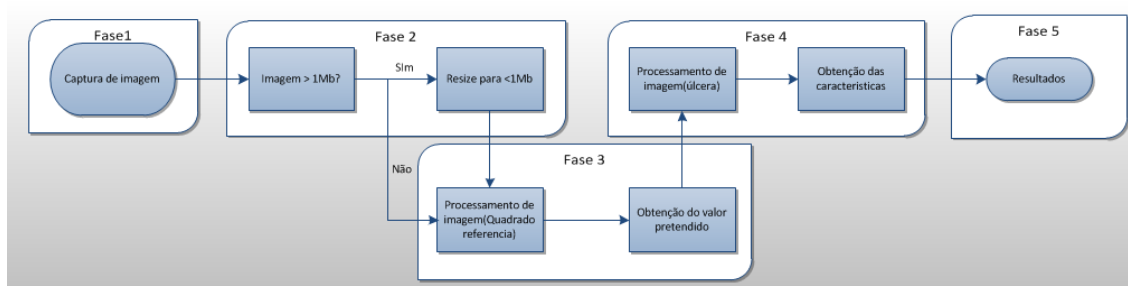 Fase1
Captura de imagem
Fase 2
Imagem > 1Mb?
Sim
Resize para <1Mb
Não
Fase 3
Processamento de
imagem(Quadrado
referencia)
Obtenção do valor
pretendido
Fase 4
Processamento de
imagem(úlcera)
Obtenção das
caracteristicas
Fase 5
Resultados